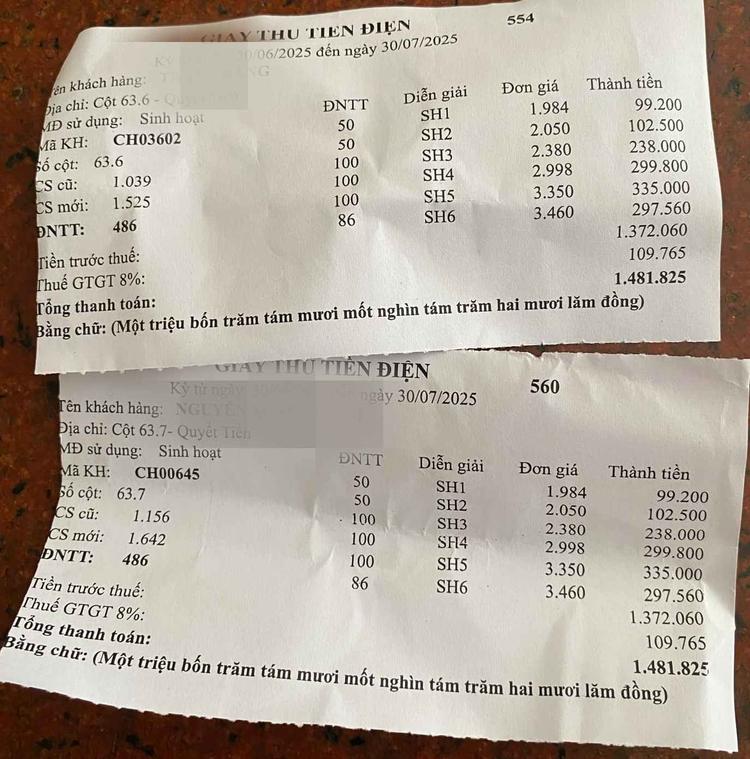 GIẤY THU TIỀN ĐIỆN 554
Kỳ /06/2025 đến ngày 30/07/2025
Tên khách hàng:
Địa chỉ: Cột 63.6 -
MĐ sử dụng: Sinh hoạt ĐNTT Diễn giải Đơn giá Thành tiền
Mã KH: CH03602 50 SH1 1.984 99.200
Số cột: 63.6 50 SH2 2.050 102.500
CS cũ: 1.039 100 SH3 2.380 238.000
CS mới: 1.525 100 SH4 2.998 299.800
ĐNTT: 486 100 SH5 3.350 335.000
86 SH6 3.460 297.560
Tiền trước thuế: 1.372.060
Thuế GTGT 8%: 109.765
Tổng thanh toán: 1.481.825
Bằng chữ: (Một triệu bốn trăm tám mươi mốt nghìn tám trăm hai mươi lăm đồng)
GIẤY THU TIỀN ĐIỆN 560
Kỳ từ ngày 30 ngày 30/07/2025
Tên khách hàng: NGUYỄN
Địa chỉ: Cột 63.7- Quyết Tiến
MĐ sử dụng: Sinh hoạt ĐNTT Diễn giải Đơn giá Thành tiền
Mã KH: CH00645 50 SH1 1.984 99.200
Số cột: 63.7 50 SH2 2.050 102.500
CS cũ: 1.156 100 SH3 2.380 238.000
CS mới: 1.642 100 SH4 2.998 299.800
ĐNTT: 486 100 SH5 3.350 335.000
86 SH6 3.460 297.560
Tiền trước thuế: 1.372.060
Thuế GTGT 8%: 109.765
Tổng thanh toán: 1.481.825
Bằng chữ: (Một triệu bốn trăm tám mươi mốt nghìn tám trăm hai mươi lăm đồng)